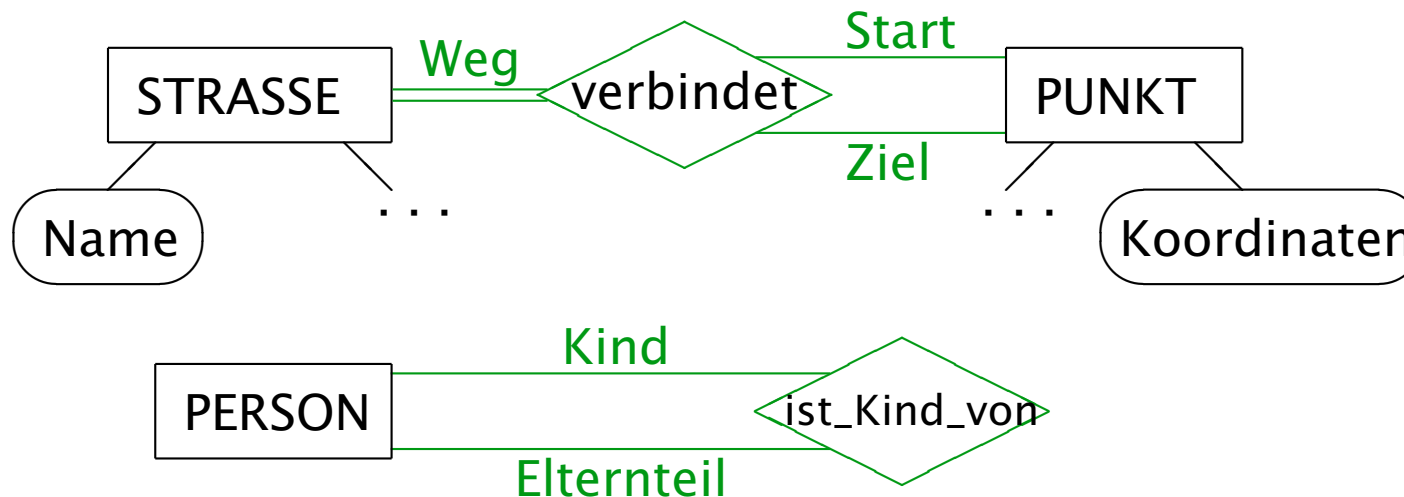 Weg
Start
STRASSE
verbindet
PUNKT
Ziel
Name
. . .
. . .
Koordinaten
Kind
PERSON
ist_Kind_von
Elternteil